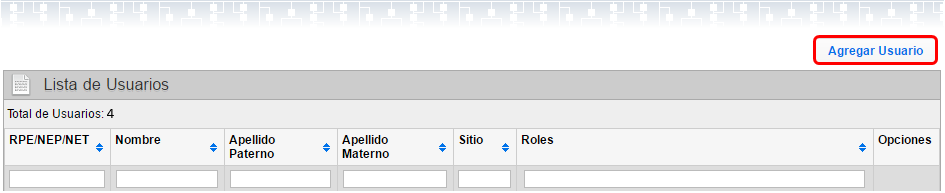 Agregar Usuario
Lista de Usuarios
Total de Usuarios: 4
RPE/NEP/NET Nombre Apellido Paterno Apellido Materno Sitio Roles Opciones